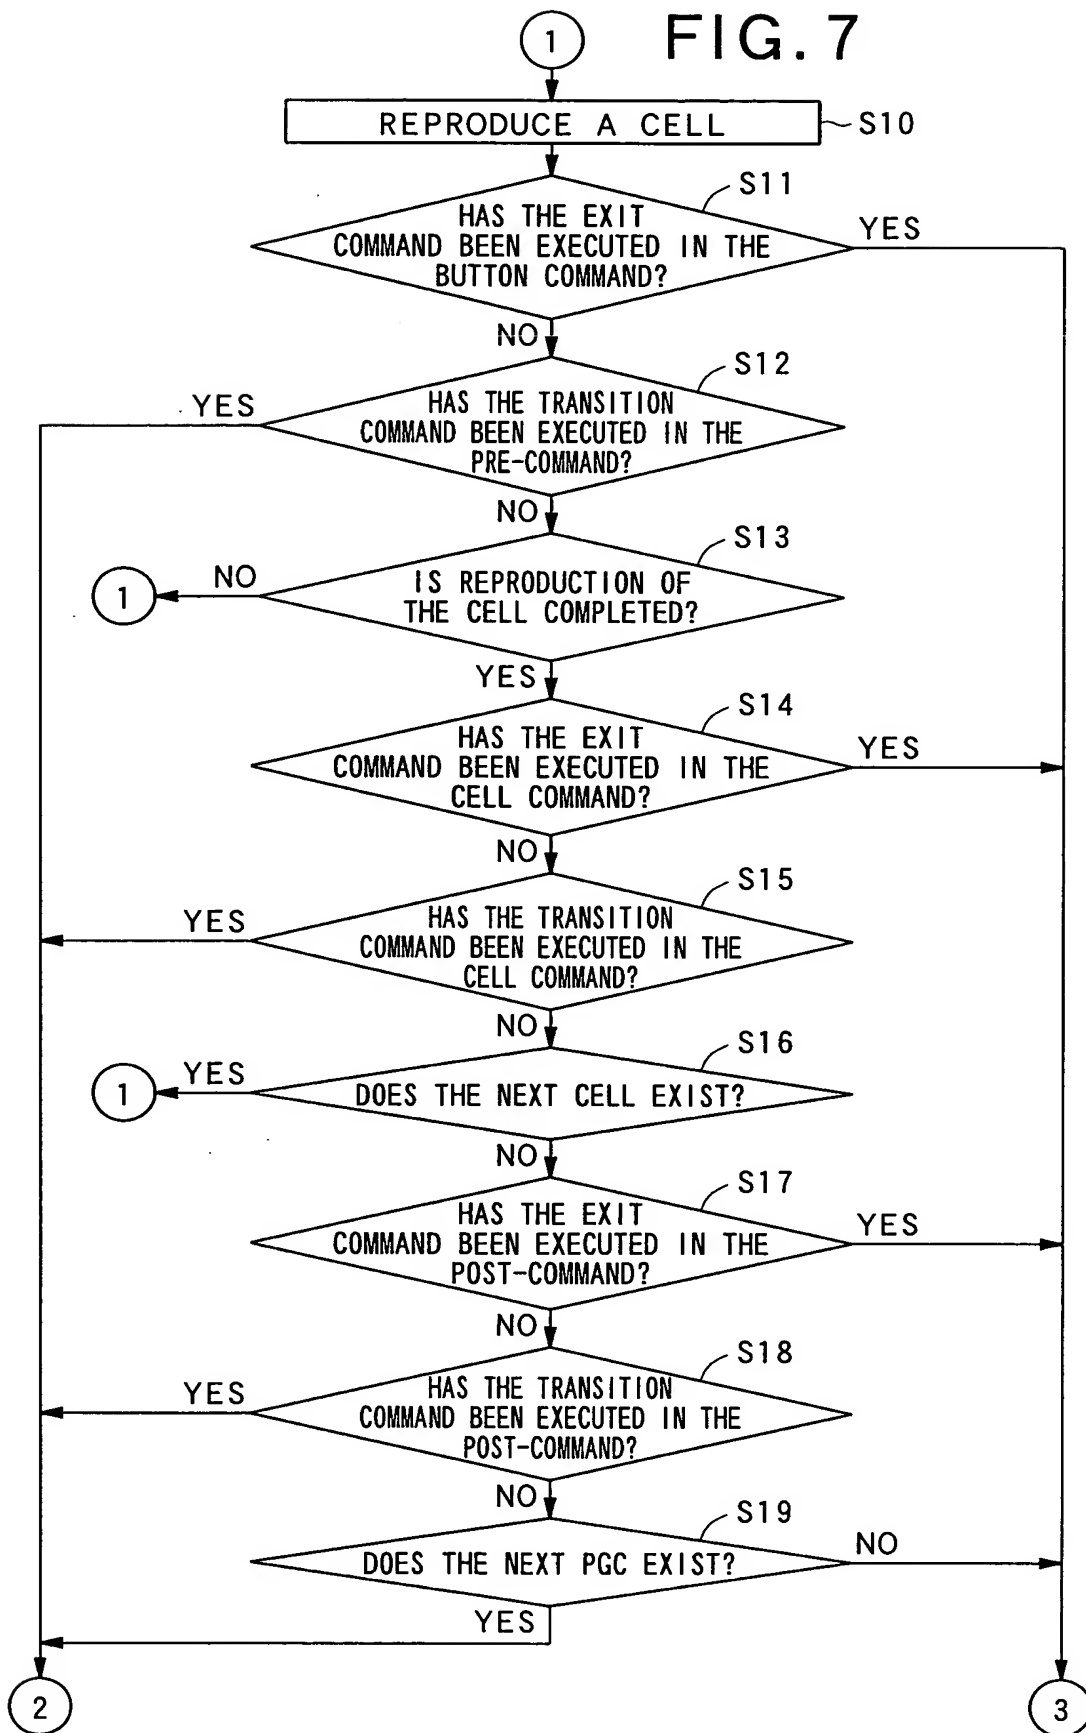 1
FIG. 7
REPRODUCE A CELL
S10
S11
HAS THE EXIT
COMMAND BEEN EXECUTED IN THE
BUTTON COMMAND?
YES
NO
S12
YES
HAS THE TRANSITION
COMMAND BEEN EXECUTED IN THE
PRE-COMMAND?
NO
S13
1
NO
IS REPRODUCTION OF
THE CELL COMPLETED?
YES
S14
HAS THE EXIT
COMMAND BEEN EXECUTED IN THE
CELL COMMAND?
YES
NO
S15
YES
HAS THE TRANSITION
COMMAND BEEN EXECUTED IN THE
CELL COMMAND?
NO
S16
1
YES
DOES THE NEXT CELL EXIST?
NO
S17
HAS THE EXIT
COMMAND BEEN EXECUTED IN THE
POST-COMMAND?
YES
NO
S18
YES
HAS THE TRANSITION
COMMAND BEEN EXECUTED IN THE
POST-COMMAND?
NO
S19
DOES THE NEXT PGC EXIST?
NO
YES
2
3